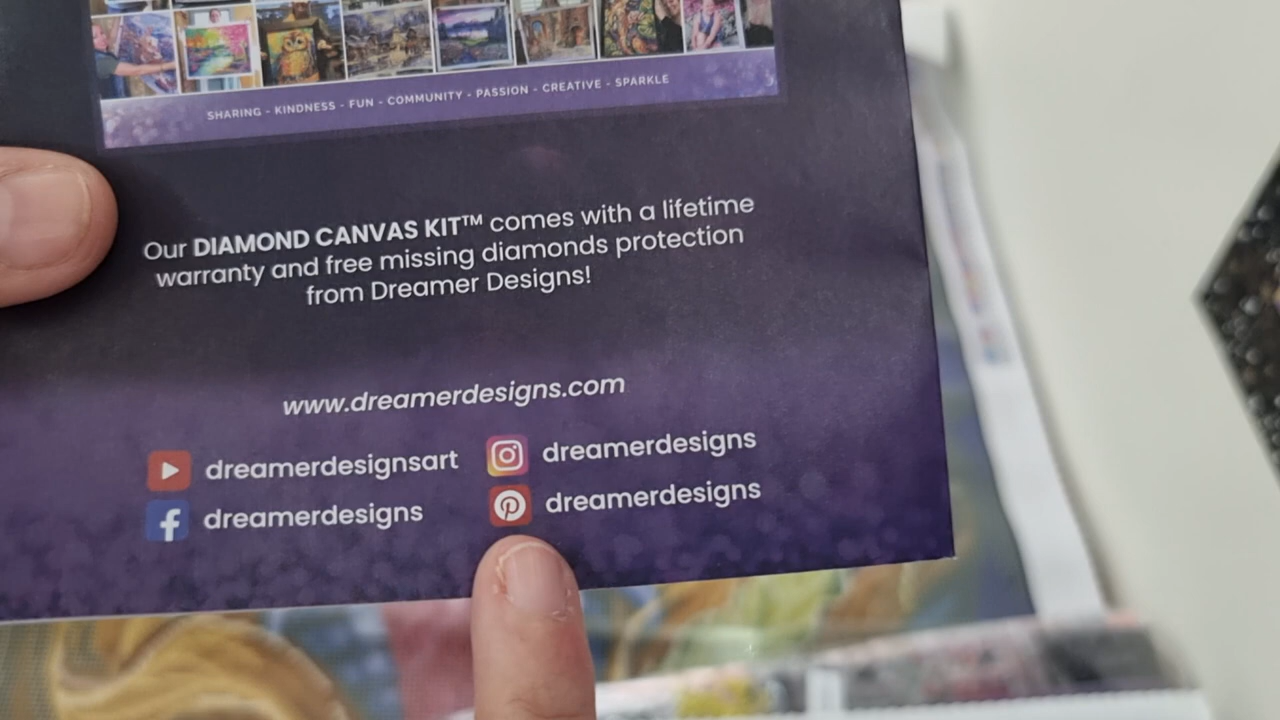 SHARING - KINDNESS - FUN - COMMUNITY - PASSION - CREATIVE - SPARKLE
Our DIAMOND CANVAS KIT™ comes with a lifetime
warranty and free missing diamonds protection
from Dreamer Designs!
www.dreamerdesigns.com
dreamerdesignsart
dreamerdesigns
dreamerdesigns
dreamerdesigns